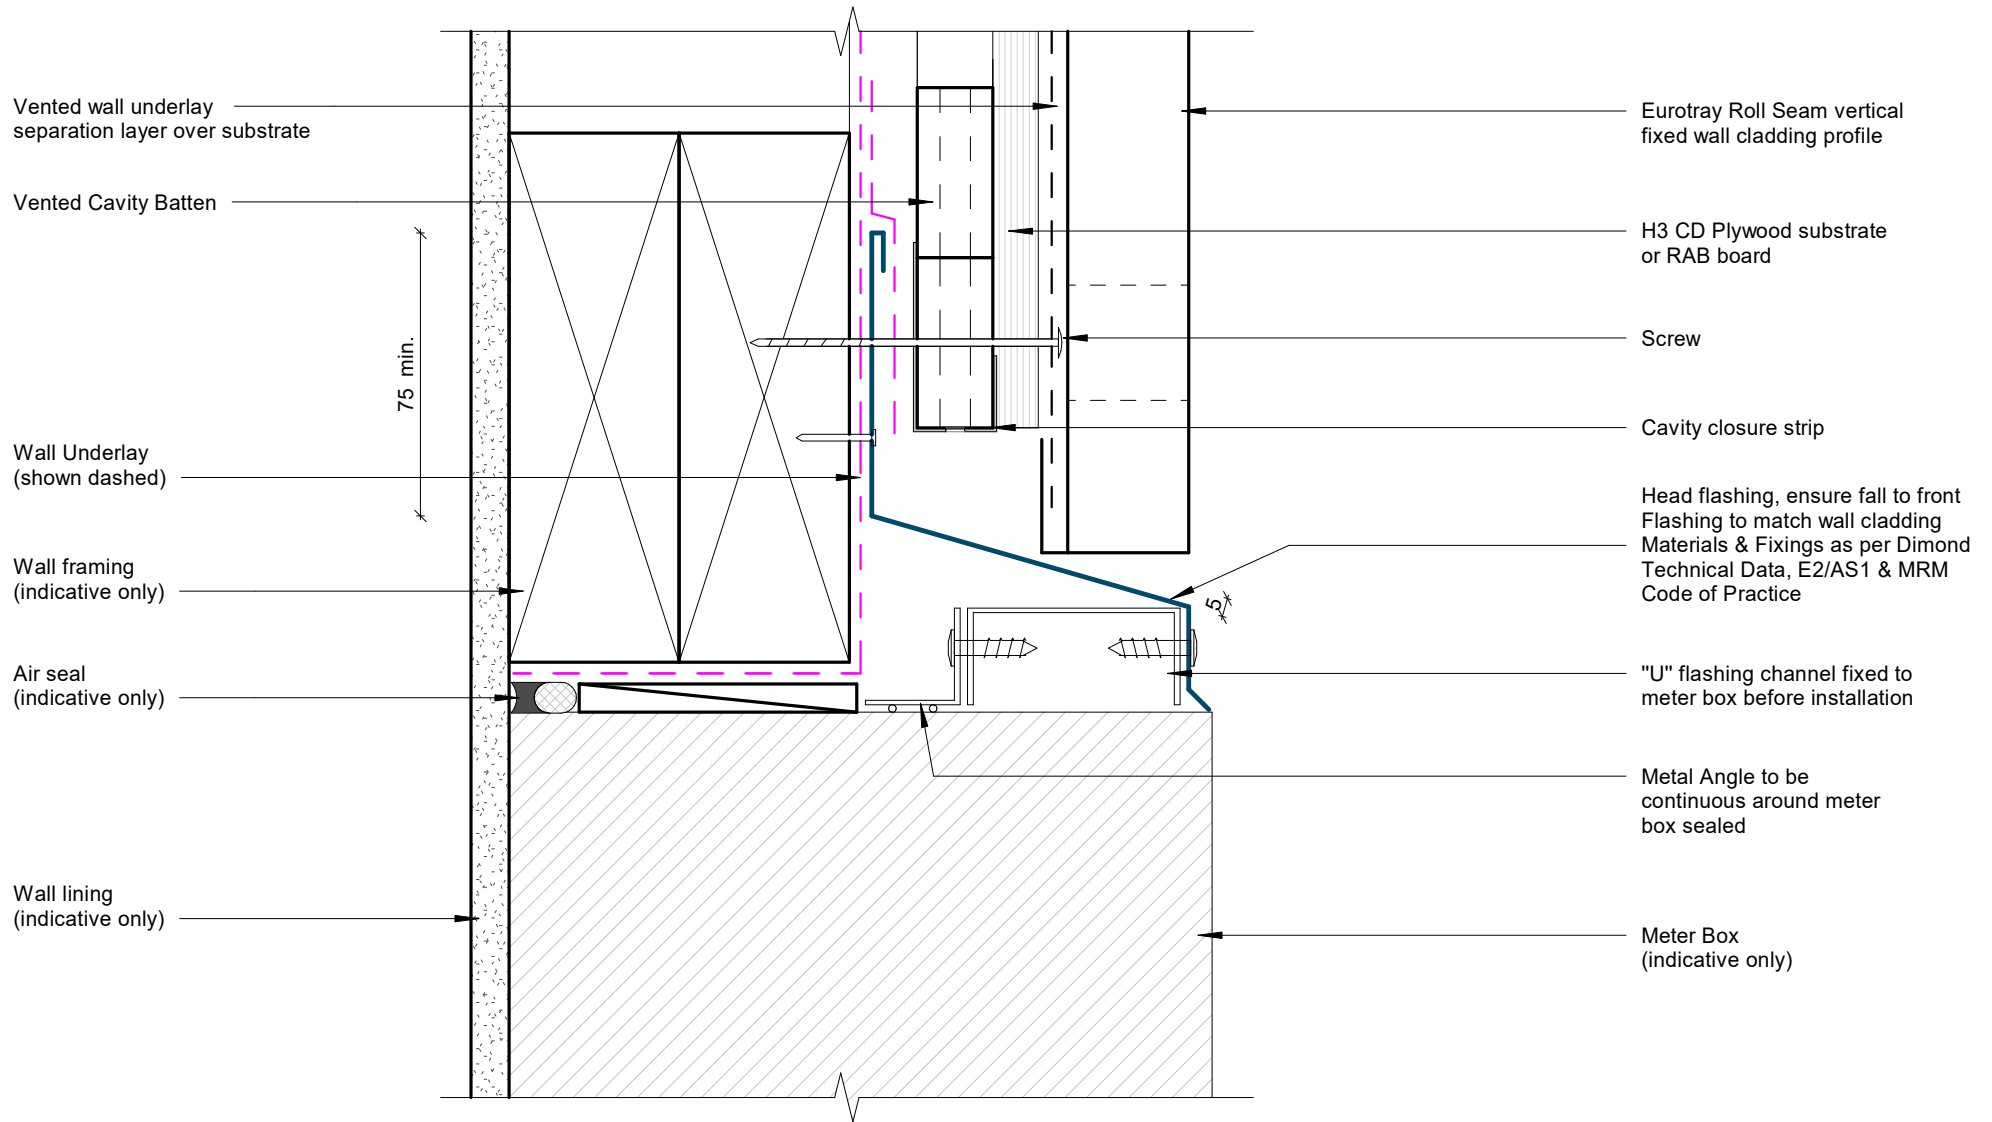 Vented wall underlay
separation layer over substrate
Vented Cavity Batten
75 min.
Wall Underlay
(shown dashed)
Wall framing
(indicative only)
Air seal
(indicative only)
Wall lining
(indicative only)
Eurotray Roll Seam vertical
fixed wall cladding profile
H3 CD Plywood substrate
or RAB board
Screw
Cavity closure strip
Head flashing, ensure fall to front
Flashing to match wall cladding
Materials & Fixings as per Dimond
Technical Data, E2/AS1 & MRM
Code of Practice
5
"U" flashing channel fixed to
meter box before installation
Metal Angle to be
continuous around meter
box sealed
Meter Box
(indicative only)